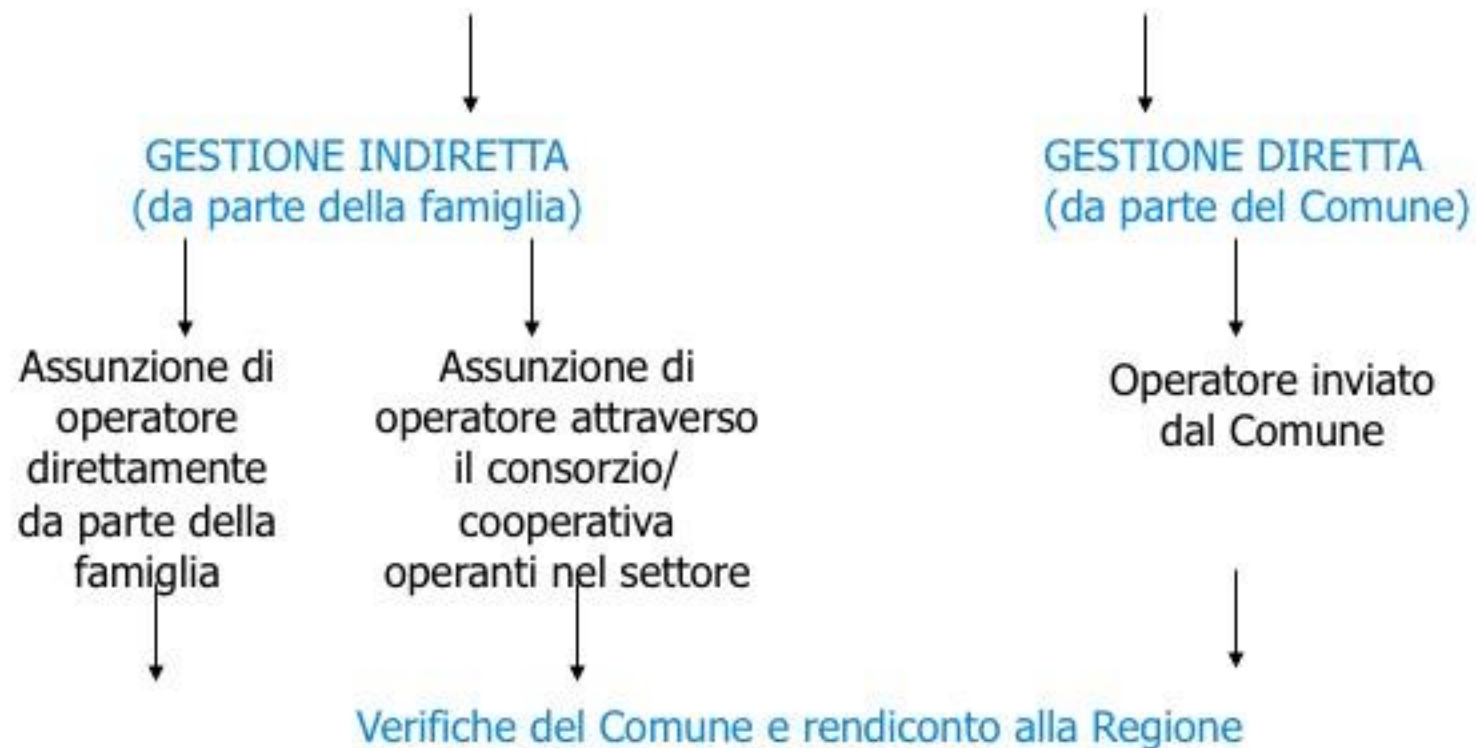 GESTIONE INDIRETTA
(da parte della famiglia)
GESTIONE DIRETTA
(da parte del Comune)
Assunzione di
operatore
direttamente
da parte della
famiglia
Assunzione di
operatore attraverso
il consorzio/
cooperativa
operanti nel settore
Operatore inviato
dal Comune
Verifiche del Comune e rendiconto alla Regione